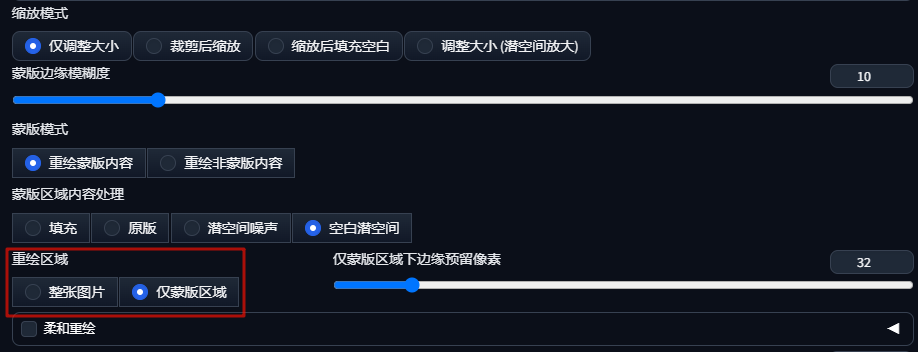 缩放模式
仅调整大小 裁剪后缩放 缩放后填充空白 调整大小 (潜空间放大)
蒙版边缘模糊度 10
蒙版模式
重绘蒙版内容 重绘非蒙版内容
蒙版区域内容处理
填充 原版 潜空间噪声 空白潜空间
重绘区域 仅蒙版区域下边缘预留像素 32
整张图片 仅蒙版区域
柔和重绘